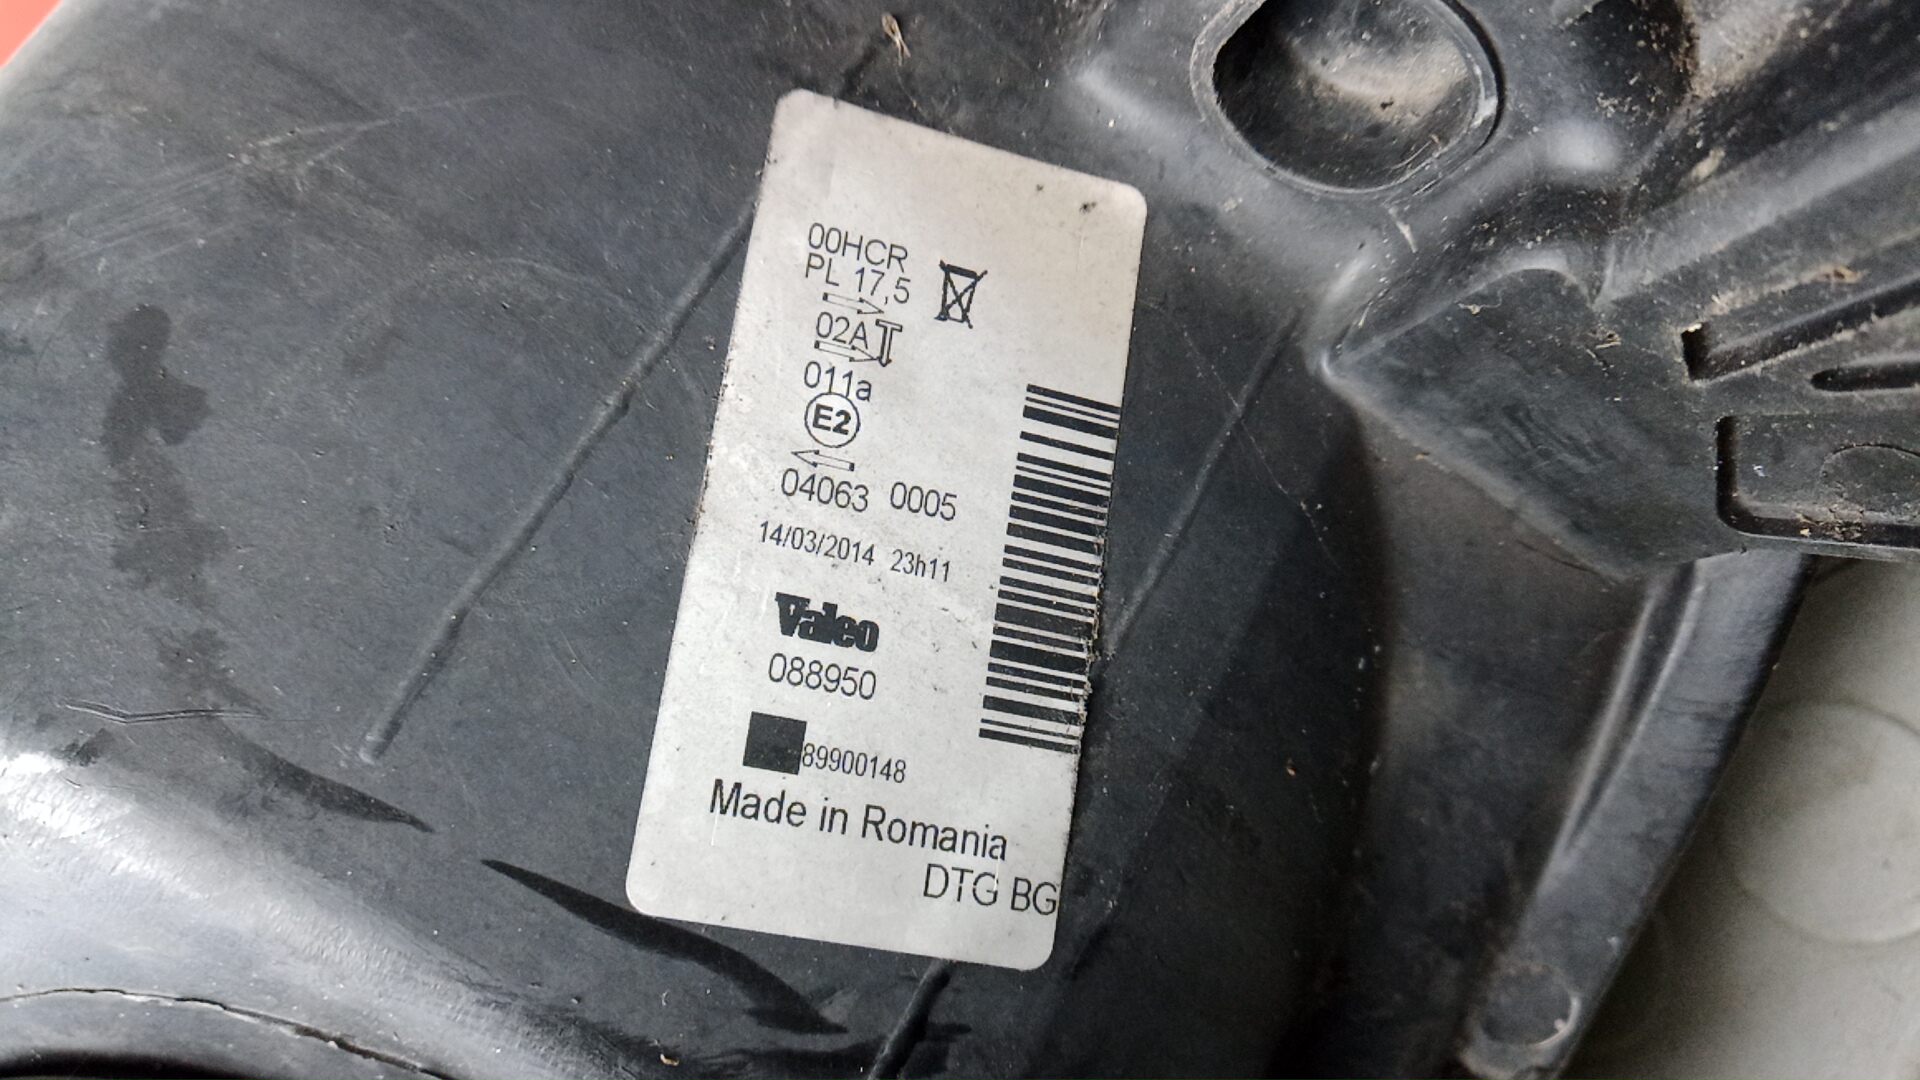 00HCR
PL 17,5
02A
011a
E2
04063 0005
14/03/2014 23h11
Valeo
088950
89900148
Made in Romania
DTG BG